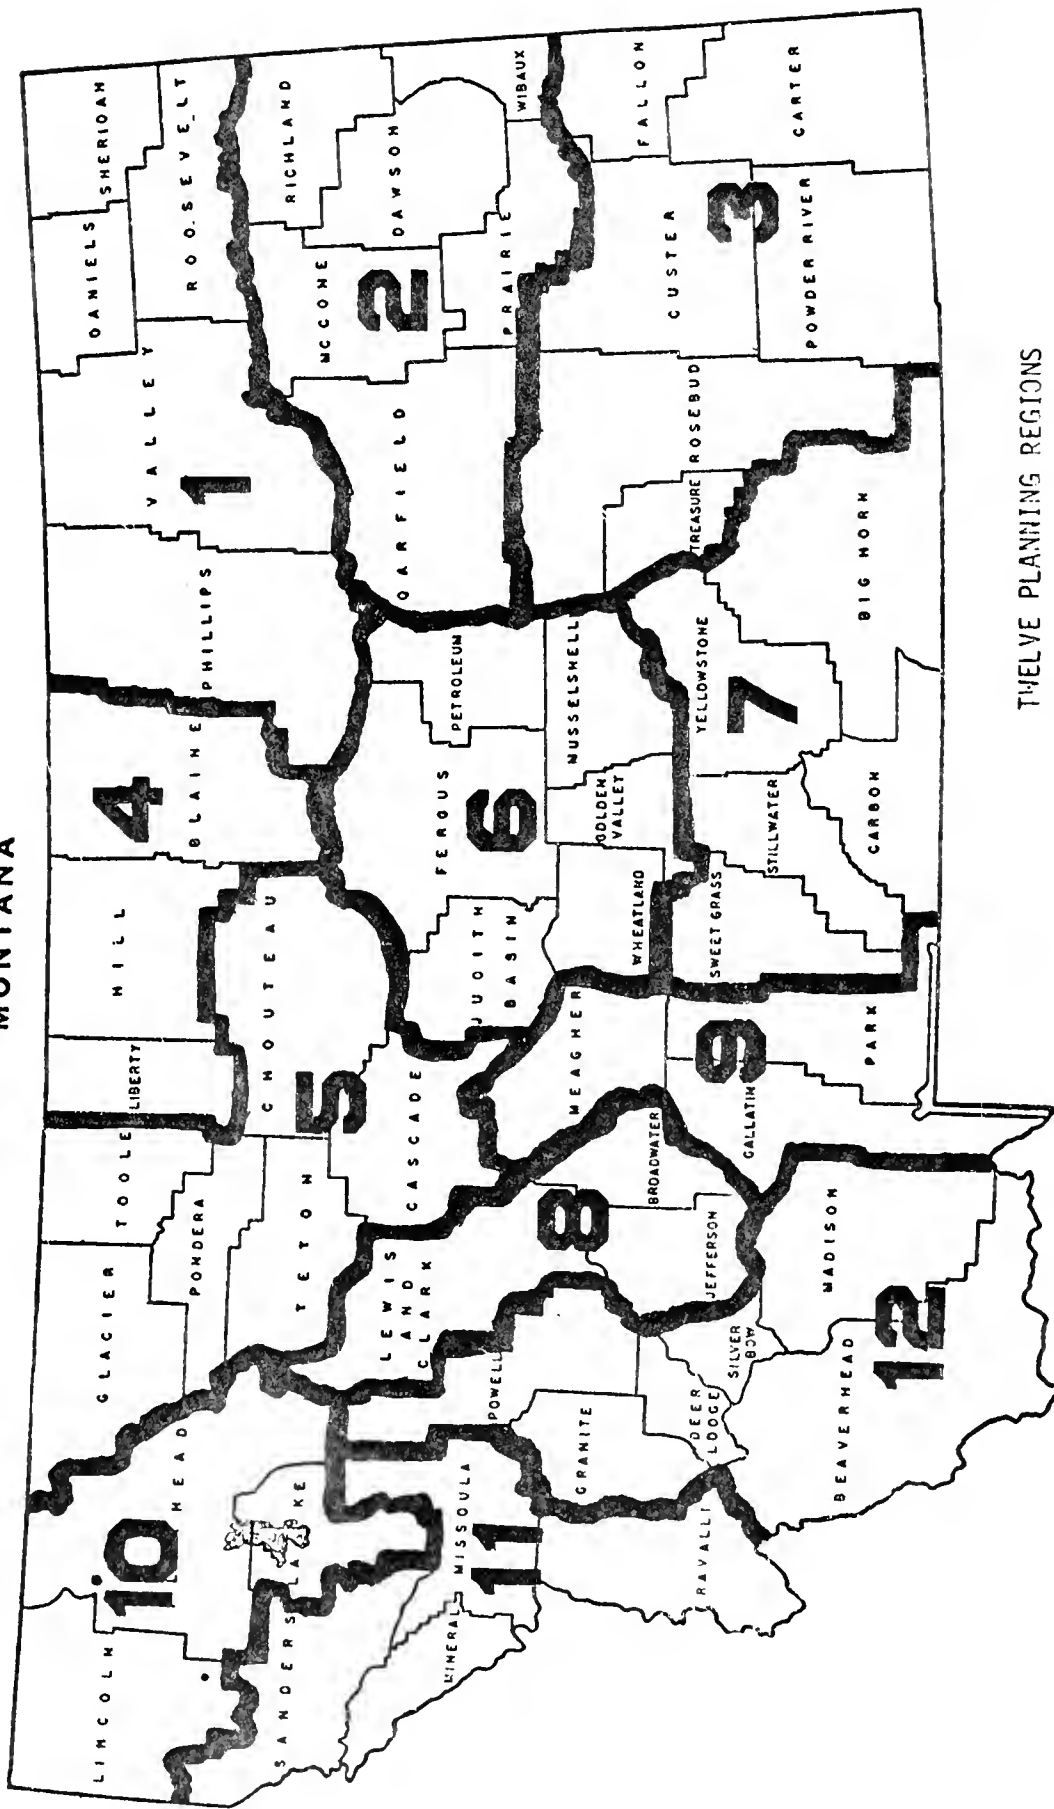 MONTANA
LINCOLN
10
HEAD
GLACIER
TOOLE
LIBERTY
HILL
4
BLAINE
PHILLIPS
VALLEY
1
DANIELS
SHERIDAN
ROOSEVELT
SANDERS
LAKE
PONDERA
TETON
5
CHOUTEAU
CASCADE
LEWIS
AND
CLARK
MINERAL
MISSOULA
11
POWELL
8
JUDITH
BASIN
FERGUS
6
PETROLEUM
GARFIELD
MCCONE
2
RICHLAND
DAWSON
PRAIRIE
WIBAUX
RAVALLI
GRANITE
DEER
LODGE
SILVER
BOW
JEFFERSON
BROADWATER
MEAGHER
WHEATLAND
GOLDEN
VALLEY
MUSSELSHELL
TREASURE
ROSEBUD
CUSTER
3
FALLON
BEAVERHEAD
12
MADISON
GALLATIN
9
PARK
SWEET GRASS
STILLWATER
YELLOWSTONE
7
CARBON
BIG HORN
POWDER RIVER
CARTER
TWELVE PLANNING REGIONS